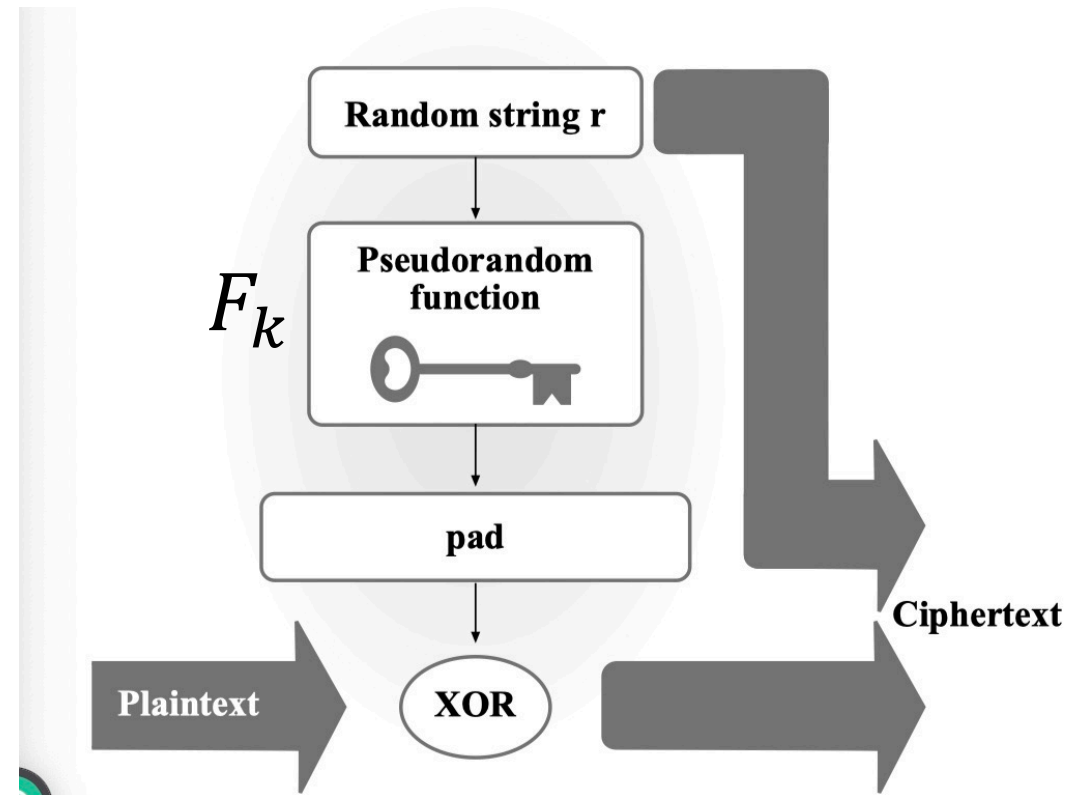 Random string r
Pseudorandom
function
F_k
pad
Ciphertext
Plaintext
XOR